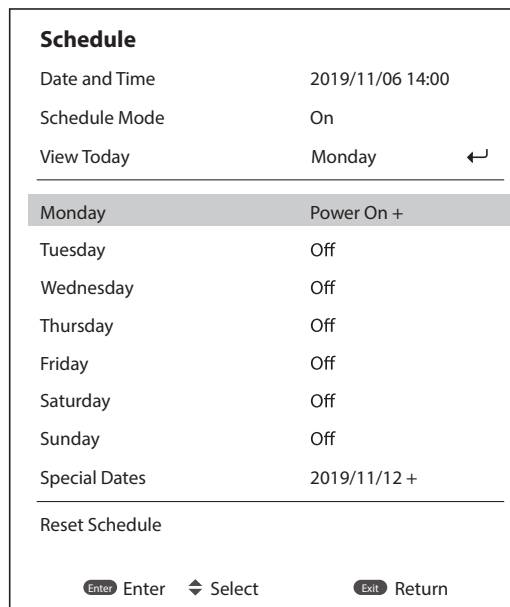 Schedule
Date and Time 2019/11/06 14:00
Schedule Mode On
View Today Monday
Monday Power On +
Tuesday Off
Wednesday Off
Thursday Off
Friday Off
Saturday Off
Sunday Off
Special Dates 2019/11/12 +
Reset Schedule
Enter Enter Select Exit Return